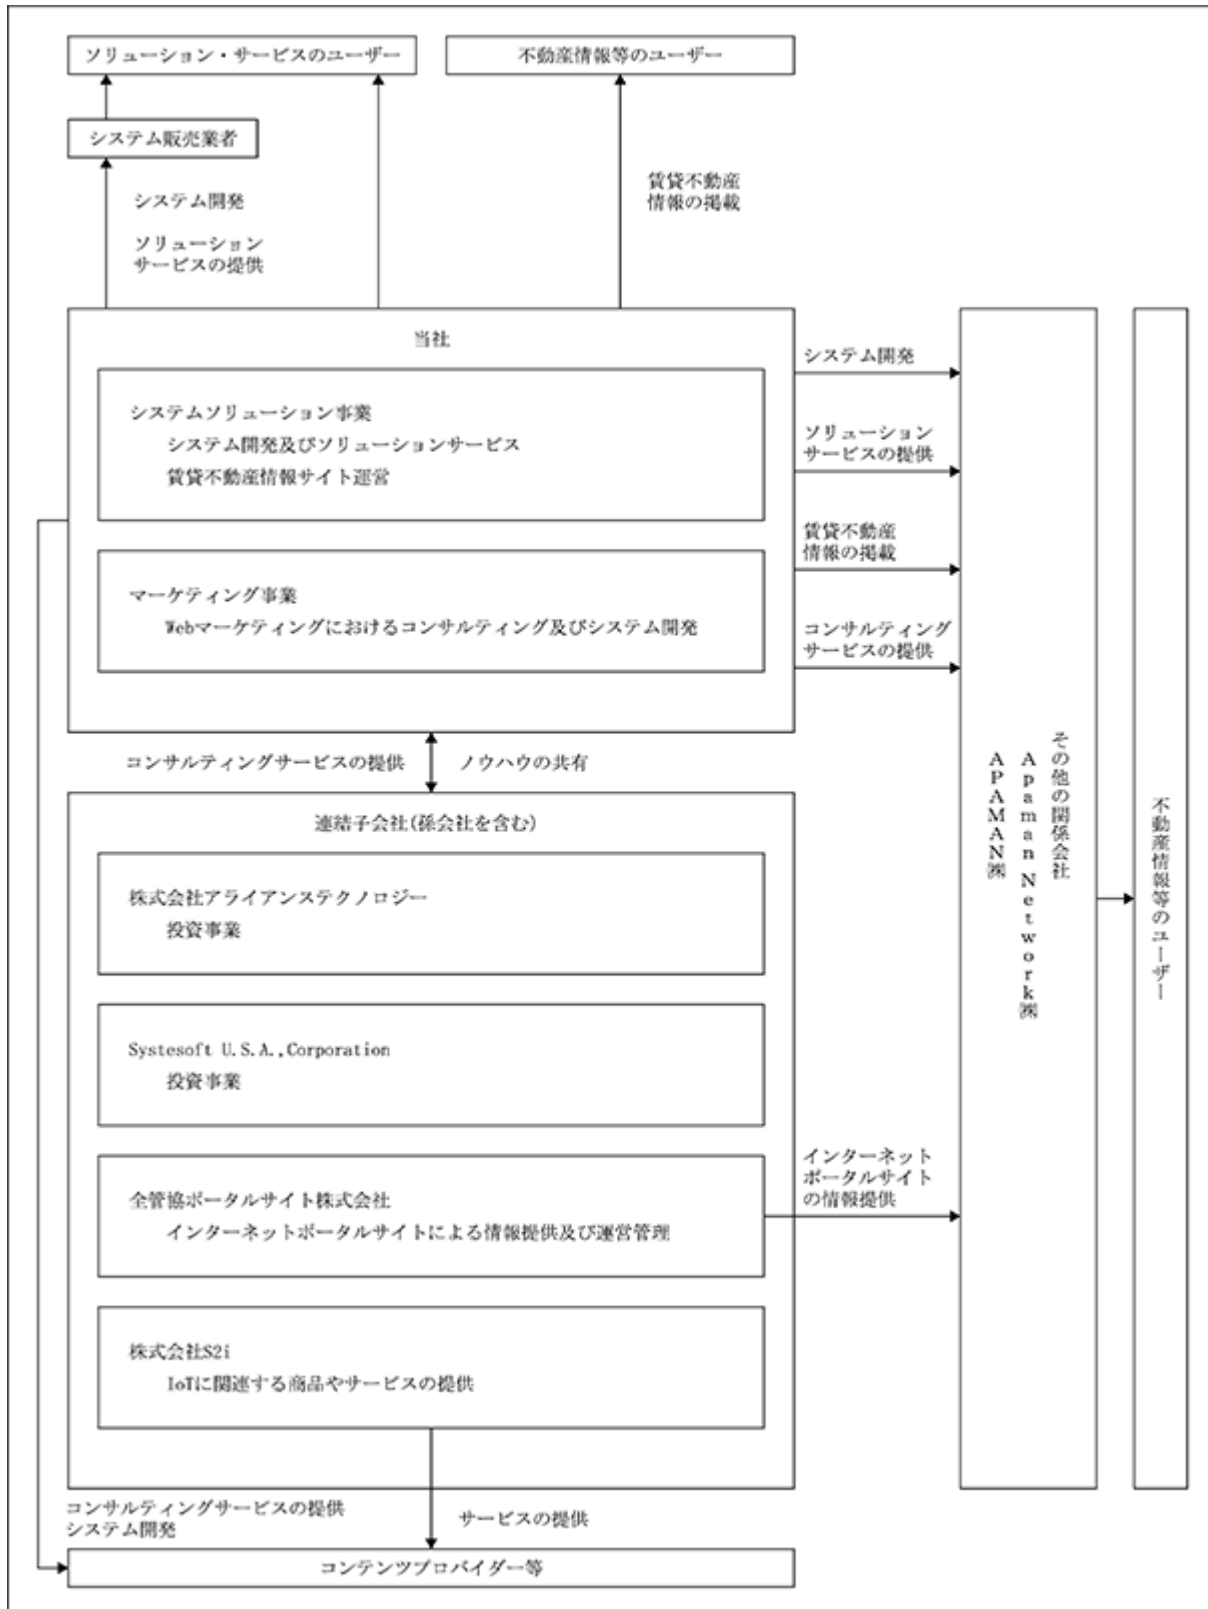 ソリューション・サービスのユーザー
不動産情報等のユーザー
システム販売業者
システム開発
ソリューション
サービスの提供
賃貸不動産
情報の掲載
当社
システムソリューション事業
システム開発及びソリューションサービス
賃貸不動産情報サイト運営
マーケティング事業
Webマーケティングにおけるコンサルティング及びシステム開発
システム開発
ソリューション
サービスの提供
賃貸不動産
情報の掲載
コンサルティング
サービスの提供
コンサルティングサービスの提供
ノウハウの共有
連結子会社(孫会社を含む)
株式会社アライアンステクノロジー
投資事業
Systesoft U.S.A.,Corporation
投資事業
全管協ポータルサイト株式会社
インターネットポータルサイトによる情報提供及び運営管理
株式会社S2i
IoTに関連する商品やサービスの提供
インターネット
ポータルサイト
の情報提供
その他の関係会社
Apaman Network㈱
APAMAN㈱
不動産情報等のユーザー
コンサルティングサービスの提供
システム開発
サービスの提供
コンテンツプロバイダー等